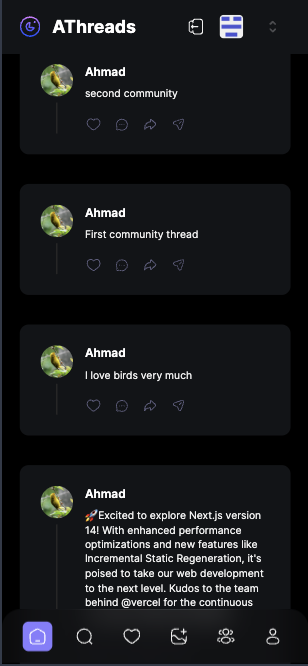 AThreads
Ahmad
second community
Ahmad
First community thread
Ahmad
I love birds very much
Ahmad
🚀Excited to explore Next.js version
14! With enhanced performance
optimizations and new features like
Incremental Static Regeneration, it's
poised to take our web development
to the next level. Kudos to the team
behind @vercel for the continuous